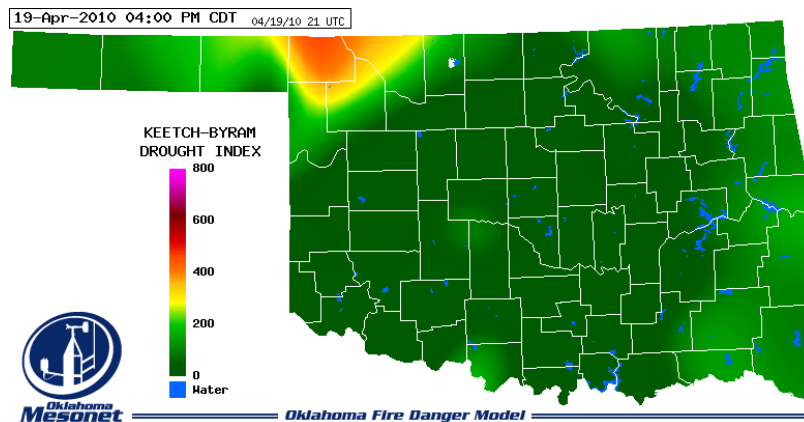 19-Apr-2010 04:00 PM CDT 04/19/10 21 UTC
KEETCH-BYRAM
DROUGHT INDEX
800
600
400
200
0
Water
Oklahoma
Mesonet
Oklahoma Fire Danger Model